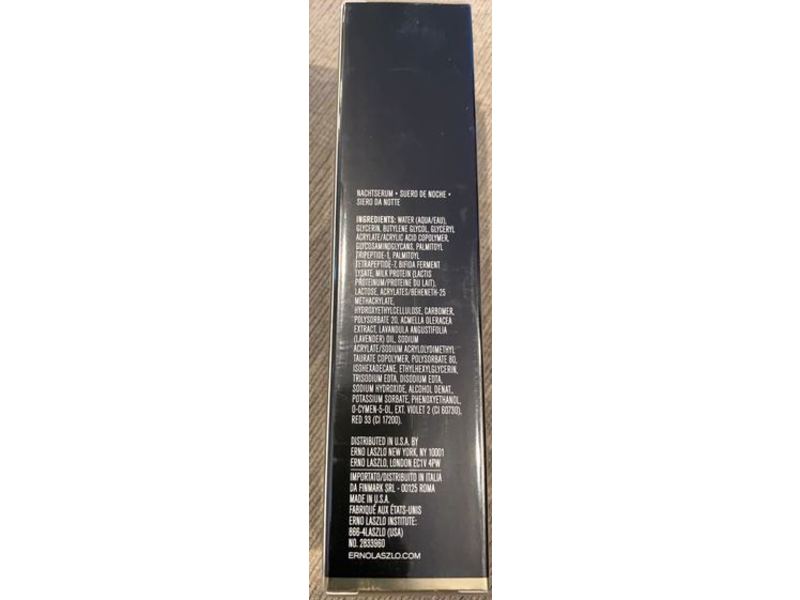 NACHTSERUM • SUERO DE NOCHE •
SIERO DA NOTTE
INGREDIENTS: WATER (AQUA/EAU),
GLYCERIN, BUTYLENE GLYCOL, GLYCERYL
ACRYLATE/ACRYLIC ACID COPOLYMER,
GLYCOSAMINOGLYCANS, PALMITOYL
TRIPEPTIDE-1, PALMITOYL
TETRAPEPTIDE-7, BIFIDA FERMENT
LYSATE, MILK PROTEIN (LACTIS
PROTEINUM/PROTEINE DU LAIT),
LACTOSE, ACRYLATES/BEHENETH-25
METHACRYLATE,
HYDROXYETHYLCELLULOSE, CARBOMER,
POLYSORBATE 20, ACMELLA OLERACEA
EXTRACT, LAVANDULA ANGUSTIFOLIA
(LAVENDER) OIL, SODIUM
ACRYLATE/SODIUM ACRYLOLYDIMETHYL
TAURATE COPOLYMER, POLYSORBATE 80,
ISOHEXADECANE, ETHYLHEXYLGLYCERIN,
TRISODIUM EDTA, DISODIUM EDTA,
SODIUM HYDROXIDE, ALCOHOL DENAT,
POTASSIUM SORBATE, PHENOXYETHANOL,
O-CYMEN-5-OL, EXT. VIOLET 2 (CI 60730),
RED 33 (CI 17200).
DISTRIBUTED IN U.S.A. BY
ERNO LASZLO NEW YORK, NY 10001
ERNO LASZLO, LONDON EC1V 4PW
IMPORTATO/DISTRIBUITO IN ITALIA
DA FINMARK SRL - 00125 ROMA
MADE IN U.S.A.
FABRIQUÉ AUX ÉTATS-UNIS
ERNO LASZLO INSTITUTE:
866-4LASZLO (USA)
NO. 2833960
ERNOLASZLO.COM